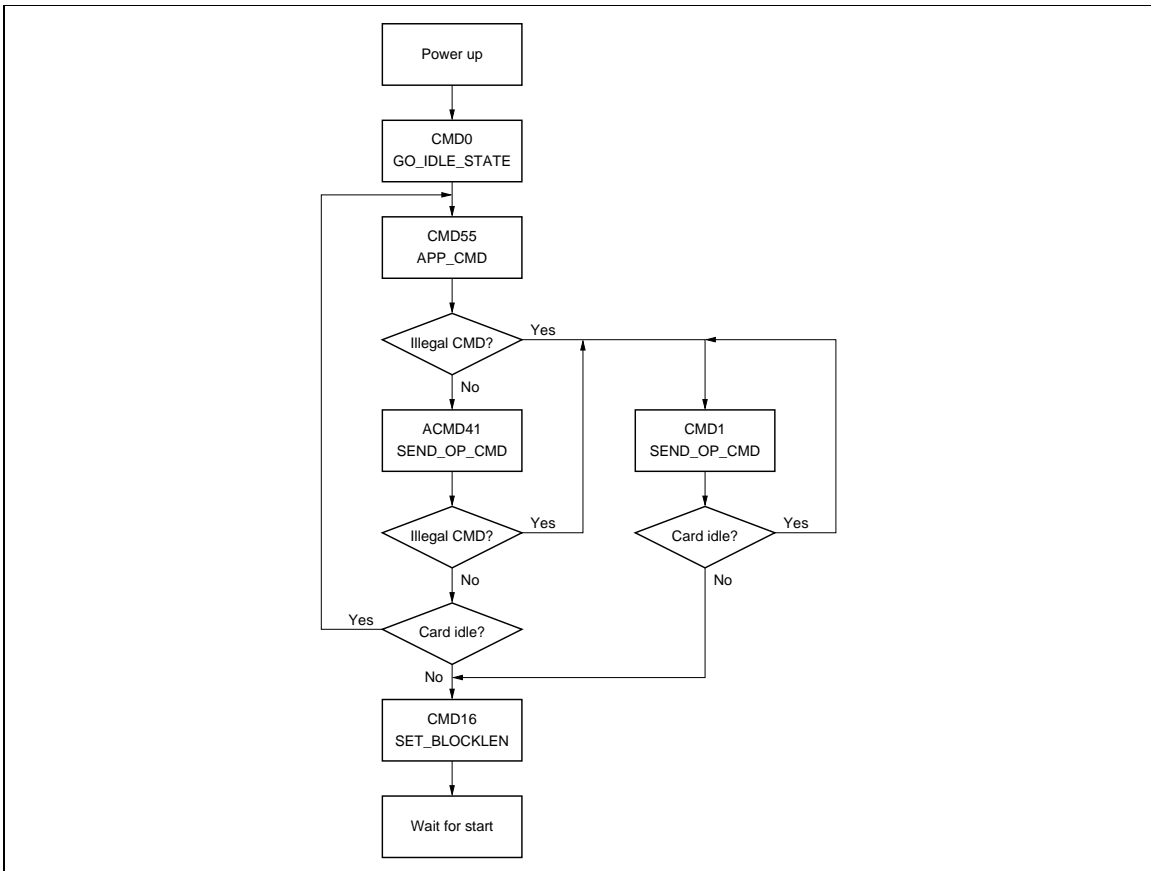 Power up
CMD0
GO_IDLE_STATE
CMD55
APP_CMD
Illegal CMD?
Yes
No
ACMD41
SEND_OP_CMD
CMD1
SEND_OP_CMD
Illegal CMD?
Yes
Card idle?
Yes
No
No
Yes
Card idle?
No
CMD16
SET_BLOCKLEN
Wait for start